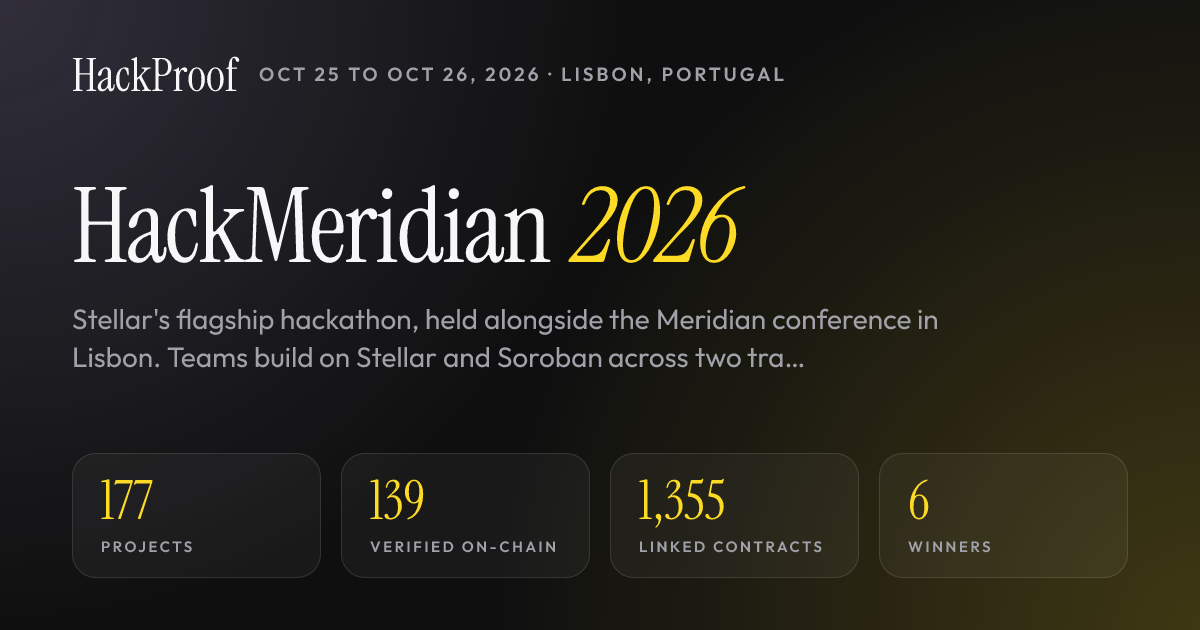 HackProof OCT 25 TO OCT 26, 2026 · LISBON, PORTUGAL
HackMeridian 2026
Stellar's flagship hackathon, held alongside the Meridian conference in
Lisbon. Teams build on Stellar and Soroban across two tra...
177
PROJECTS
139
VERIFIED ON-CHAIN
1,355
LINKED CONTRACTS
6
WINNERS